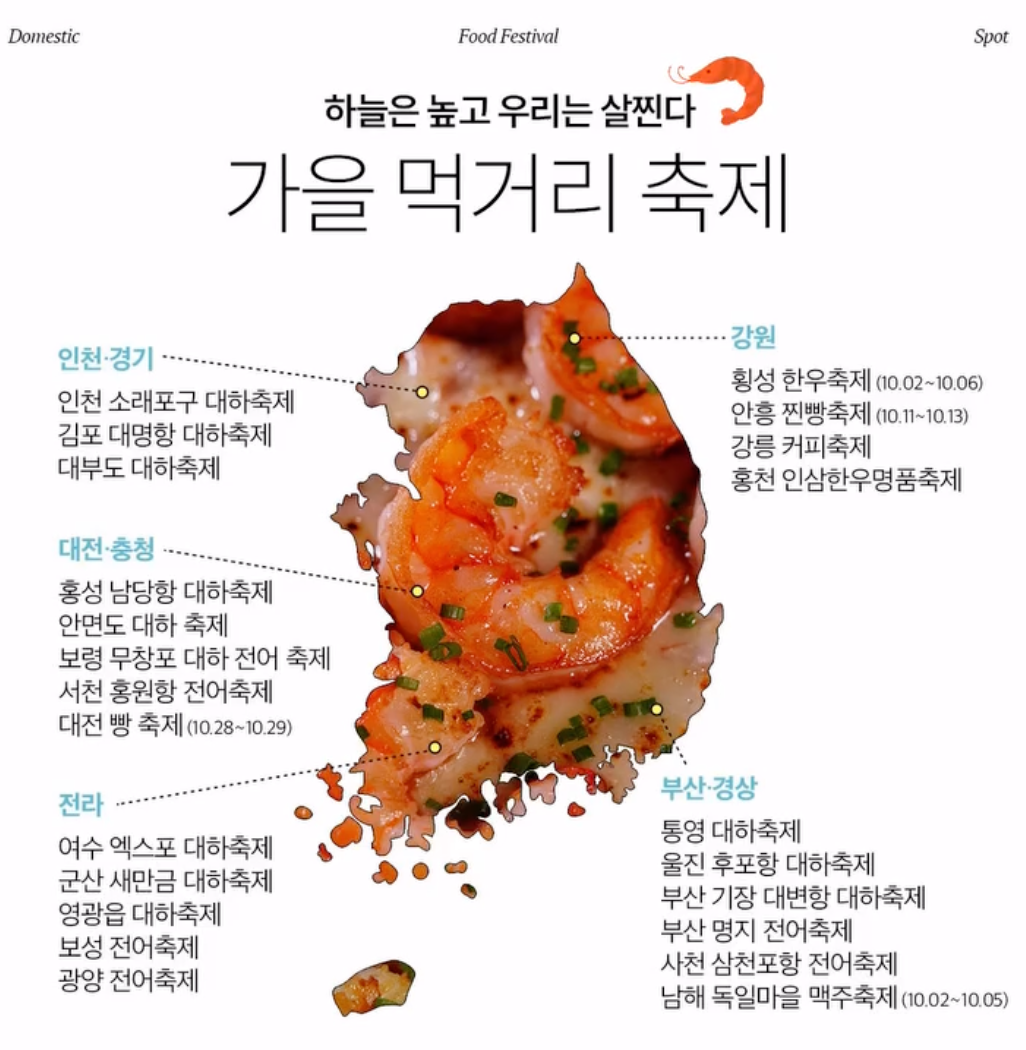 Domestic
Food Festival
Spot
하늘은 높고 우리는 살찐다
가을 먹거리 축제
인천·경기
인천 소래포구 대하축제
김포 대명항 대하축제
대부도 대하축제
강원
횡성 한우축제 (10.02~10.06)
안흥 찐빵축제 (10.11~10.13)
강릉 커피축제
홍천 인삼한우명품축제
대전·충청
홍성 남당항 대하축제
안면도 대하 축제
보령 무창포 대하 전어 축제
서천 홍원항 전어축제
대전 빵 축제 (10.28~10.29)
전라
여수 엑스포 대하축제
군산 새만금 대하축제
영광읍 대하축제
보성 전어축제
광양 전어축제
부산·경상
통영 대하축제
울진 후포항 대하축제
부산 기장 대변항 대하축제
부산 명지 전어축제
사천 삼천포항 전어축제
남해 독일마을 맥주축제 (10.02~10.05)